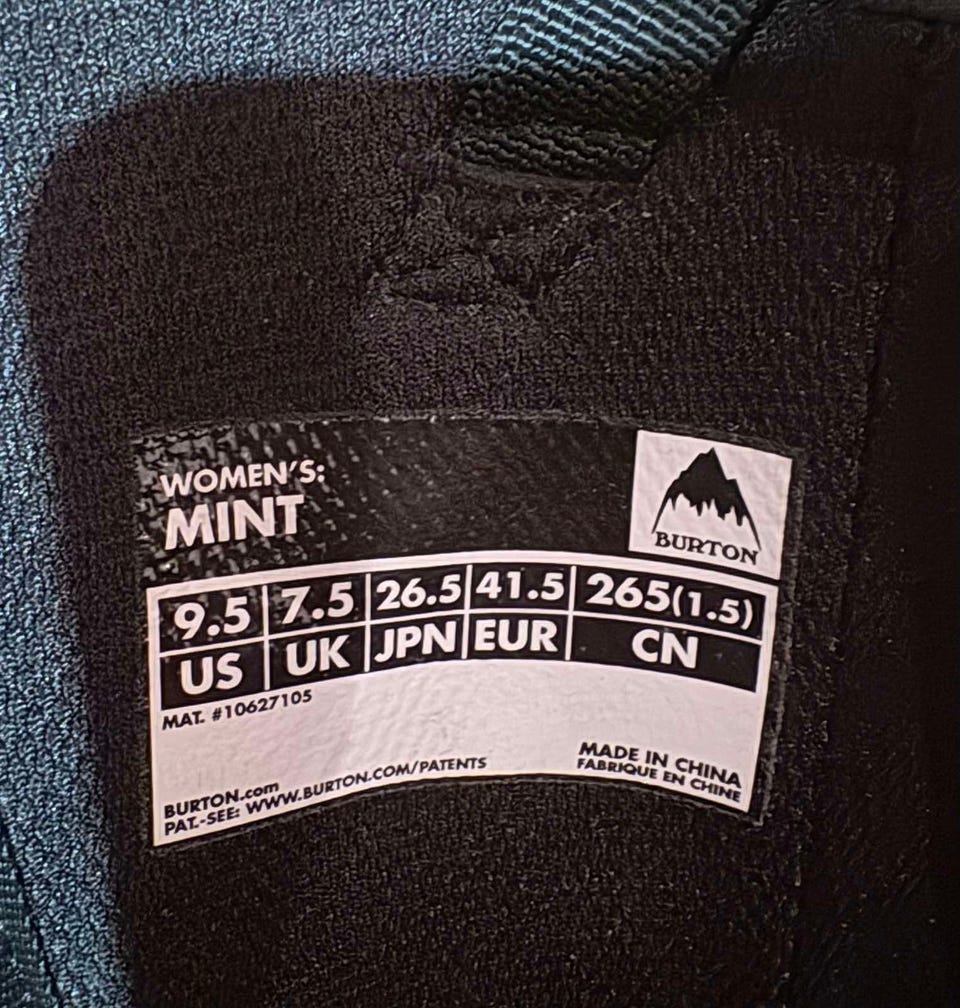 WOMEN'S:
MINT
BURTON
9.5 7.5 26.5 41.5 265(1.5)
US UK JPN EUR CN
MAT. #10627105
BURTON.com
PAT.-SEE: WWW.BURTON.COM/PATENTS
MADE IN CHINA
FABRIQUE EN CHINE